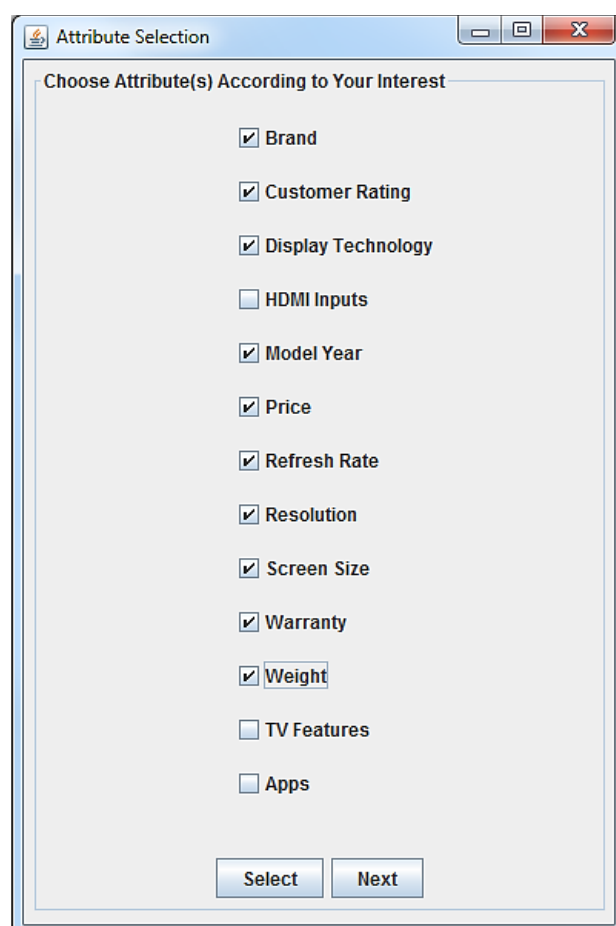 Attribute Selection
Choose Attribute(s) According to Your Interest
Brand
Customer Rating
Display Technology
HDMI Inputs
Model Year
Price
Refresh Rate
Resolution
Screen Size
Warranty
Weight
TV Features
Apps
Select Next